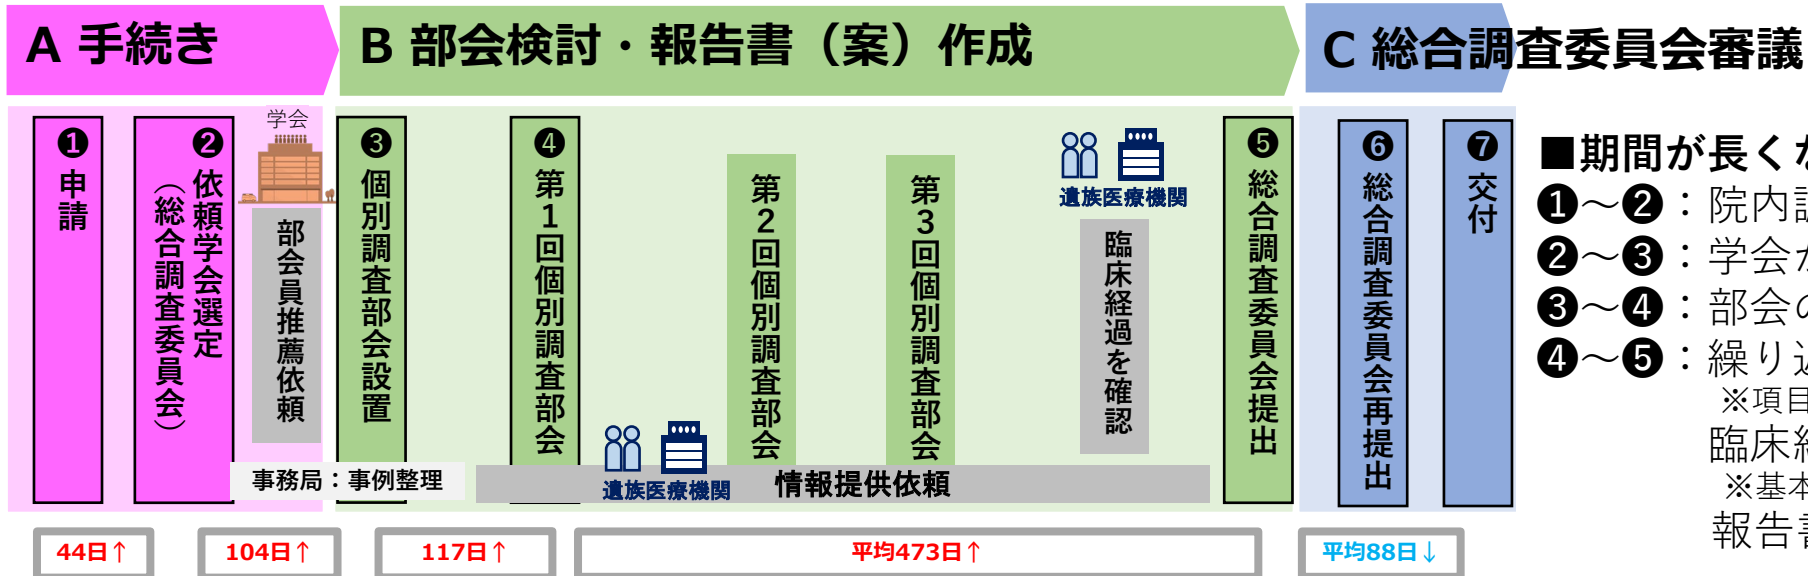 A 手続き
B 部会検討・報告書（案）作成
C 総合調査委員会審議
❶申請
❷依頼学会選定
（総合調査委員会）
学会
部会員推薦依頼
❸個別調査部会設置
❹第1回個別調査部会
第2回個別調査部会
第3回個別調査部会
遺族医療機関
臨床経過を確認
❺総合調査委員会提出
❻総合調査委員会再提出
❼交付
事務局：事例整理
遺族医療機関
情報提供依頼
44日↑
104日↑
117日↑
平均473日↑
平均88日↓
■期間が長く
❶～❷：院内
❷～❸：学会
❸～❹：部会の
❹～❺：繰り
※項目
臨床
※基本
報告書